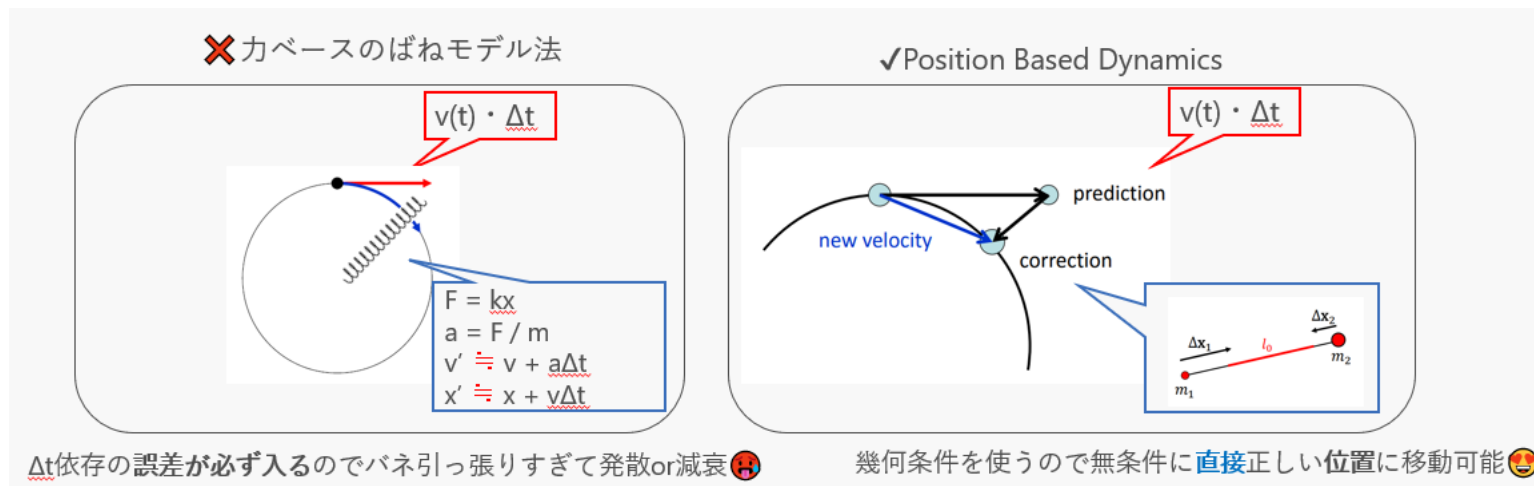 ❌力ベースのばねモデル法
v(t)・Δt
F = kx
a = F / m
v′ ≒ v + aΔt
x′ ≒ x + vΔt
Δt依存の誤差が必ず入るのでバネ引っ張りすぎて発散or減衰🥵
✓Position Based Dynamics
v(t)・Δt
prediction
new velocity
correction
Δx₂
Δx₁
l₀
m₂
m₁
幾何条件を使うので無条件に直接正しい位置に移動可能😍